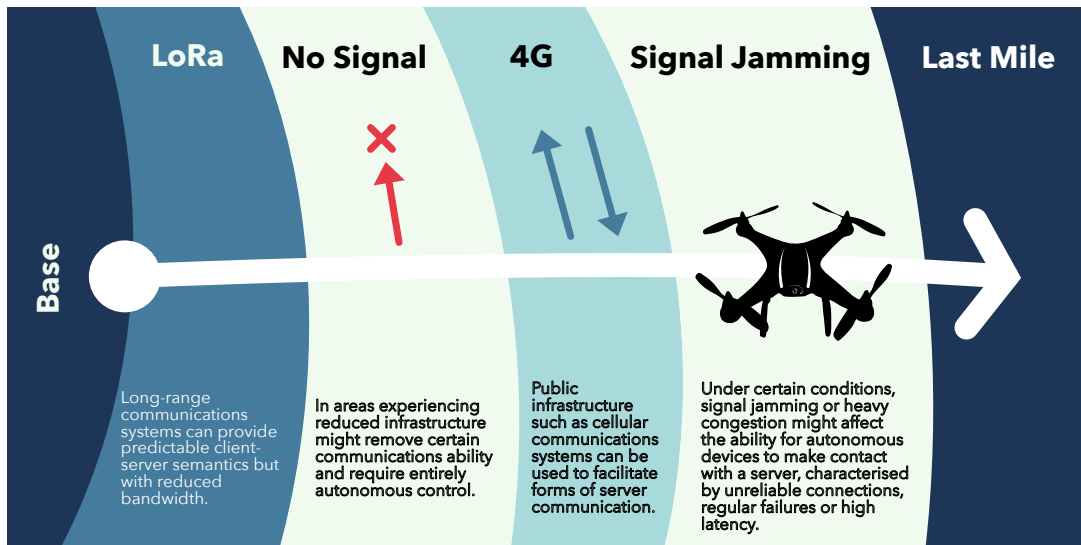 LoRa
No Signal
4G
Signal Jamming
Last Mile
Base
Long-range
communications
systems can provide
predictable client-
server semantics but
with reduced
bandwidth.
In areas experiencing
reduced infrastructure
might remove certain
communications ability
and require entirely
autonomous control.
Public
infrastructure
such as cellular
communications
systems can be
used to facilitate
forms of server
communication.
Under certain conditions,
signal jamming or heavy
congestion might affect
the ability for autonomous
devices to make contact
with a server, characterised
by unreliable connections,
regular failures or high
latency.